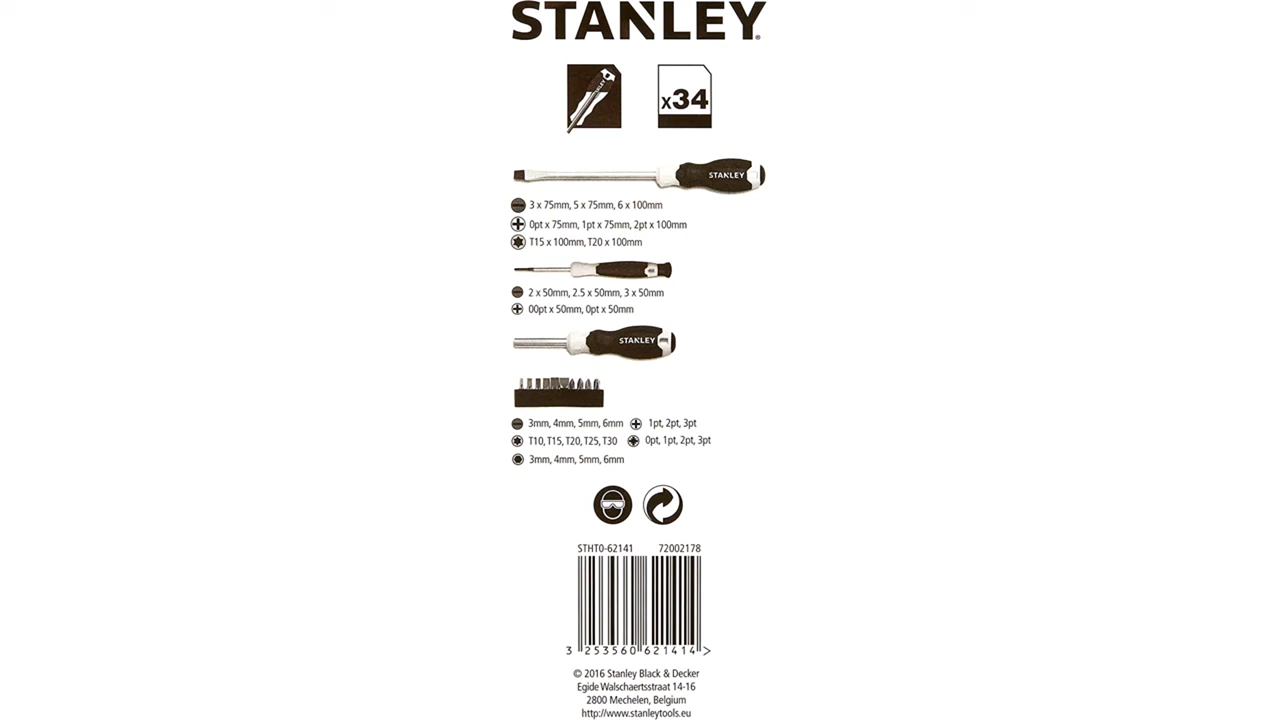 STANLEY®
x34
STANLEY
3 x 75mm, 5 x 75mm, 6 x 100mm
0pt x 75mm, 1pt x 75mm, 2pt x 100mm
T15 x 100mm, T20 x 100mm
2 x 50mm, 2.5 x 50mm, 3 x 50mm
00pt x 50mm, 0pt x 50mm
STANLEY
3mm, 4mm, 5mm, 6mm 1pt, 2pt, 3pt
T10, T15, T20, T25, T30 0pt, 1pt, 2pt, 3pt
3mm, 4mm, 5mm, 6mm
STHT0-62141 72002178
3 253560 621414 >
© 2016 Stanley Black & Decker
Egide Walschaertsstraat 14-16
2800 Mechelen, Belgium
http://www.stanleytools.eu